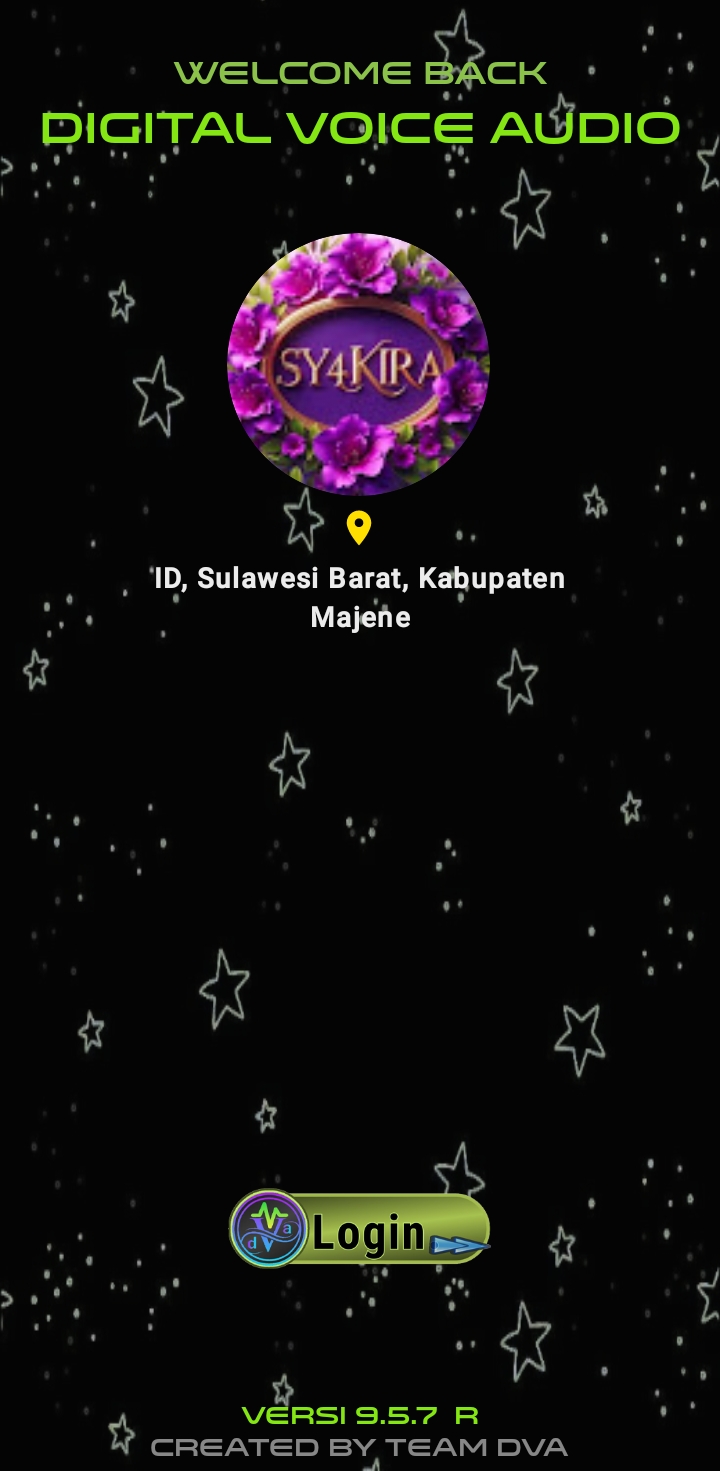 WELCOME BACK
DIGITAL VOICE AUDIO
SY4KIRA
ID, Sulawesi Barat, Kabupaten
Majene
d V a
Login
VERSI 9.5.7 R
CREATED BY TEAM DVA